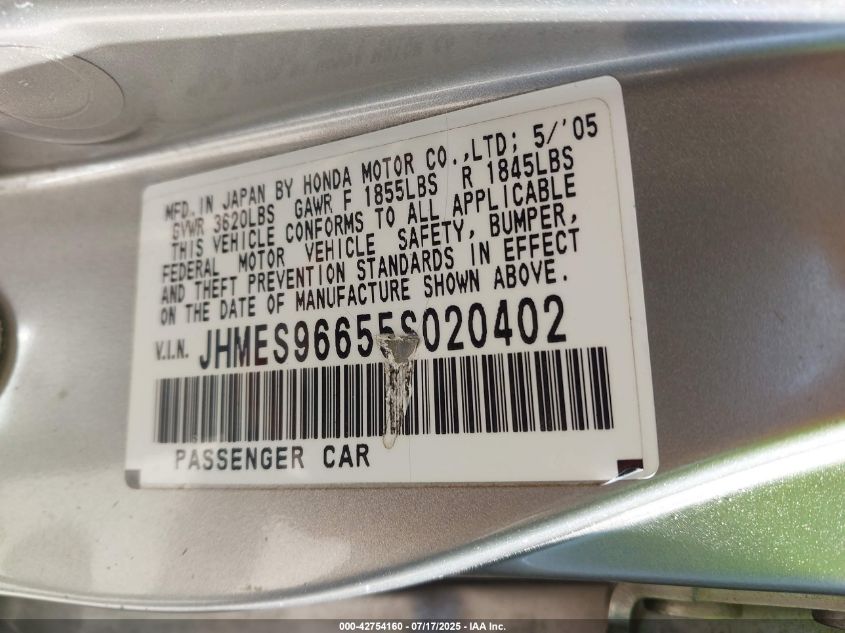 MFD. IN JAPAN BY HONDA MOTOR CO.,LTD; 5/'05
GVWR 3620LBS GAWR F 1855LBS R 1845LBS
THIS VEHICLE CONFORMS TO ALL APPLICABLE
FEDERAL MOTOR VEHICLE SAFETY, BUMPER,
AND THEFT PREVENTION STANDARDS IN EFFECT
ON THE DATE OF MANUFACTURE SHOWN ABOVE.
V.I.N. JHMES96655S020402
PASSENGER CAR
000-42754160 - 07/17/2025 - IAA Inc.